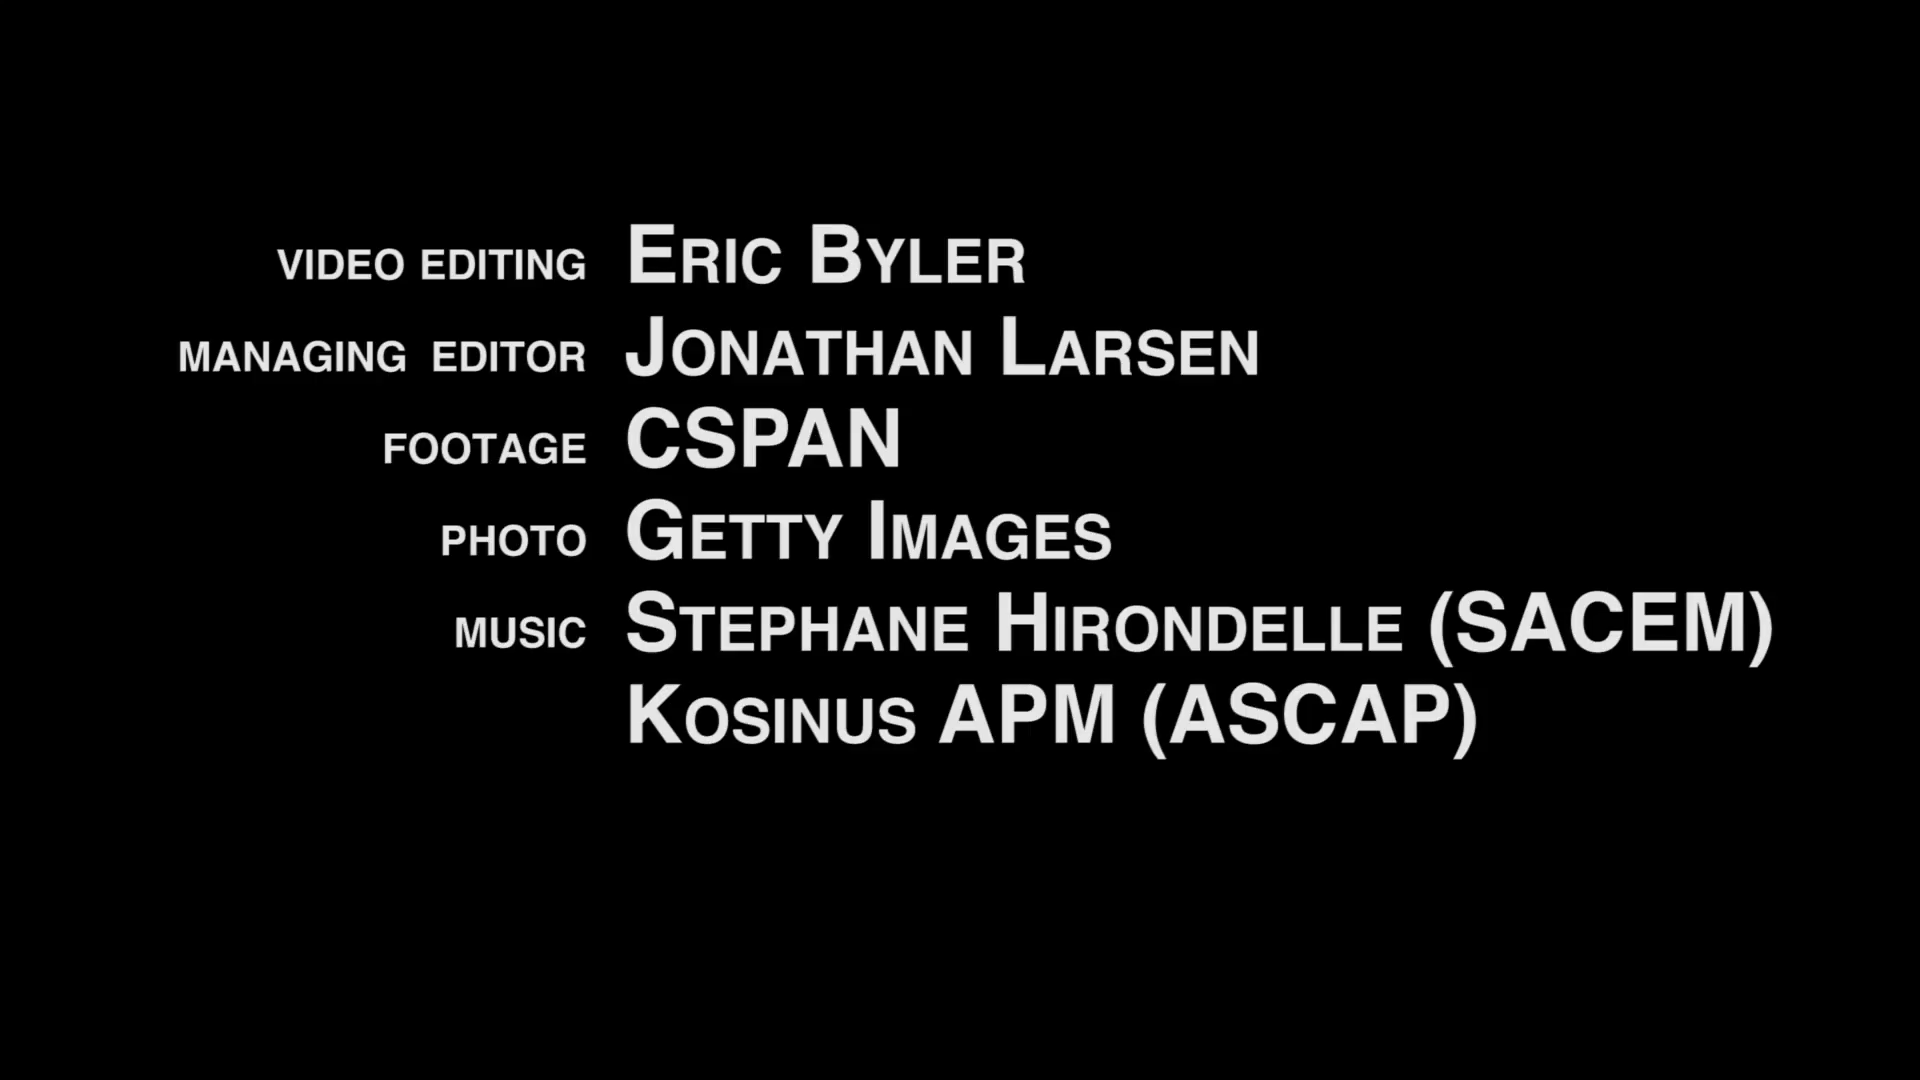 VIDEO EDITING ERIC BYLER
MANAGING EDITOR JONATHAN LARSEN
FOOTAGE CSPAN
PHOTO GETTY IMAGES
MUSIC STEPHANE HIRONDELLE (SACEM)
KOSINUS APM (ASCAP)